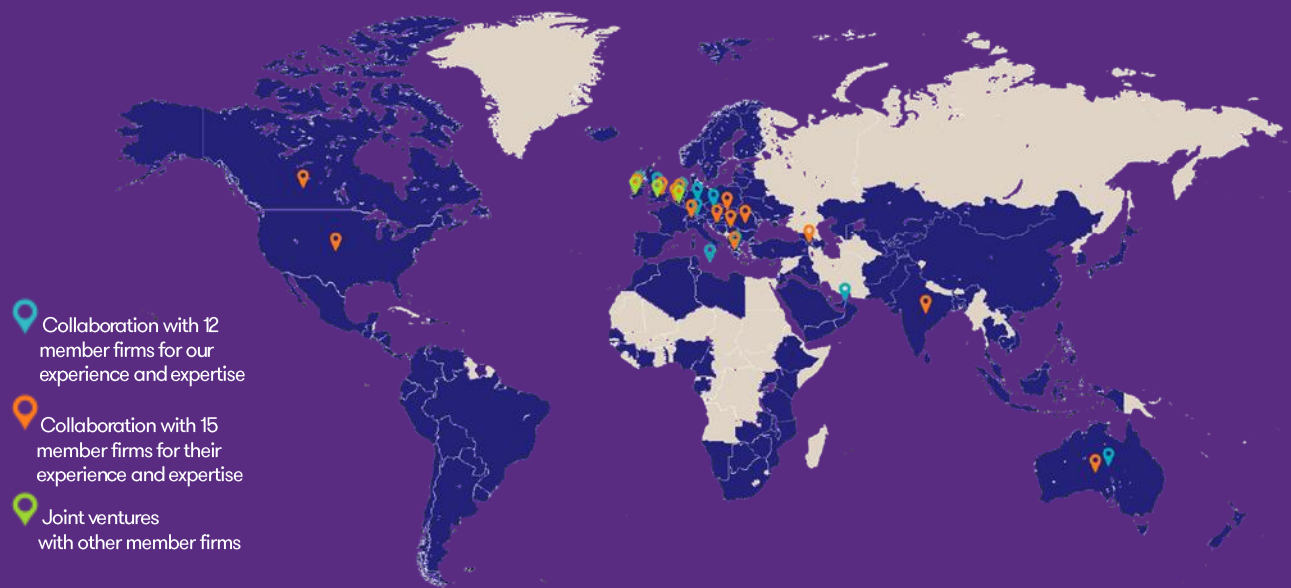 Collaboration with 12
member firms for our
experience and expertise
Collaboration with 15
member firms for their
experience and expertise
Joint ventures
with other member firms